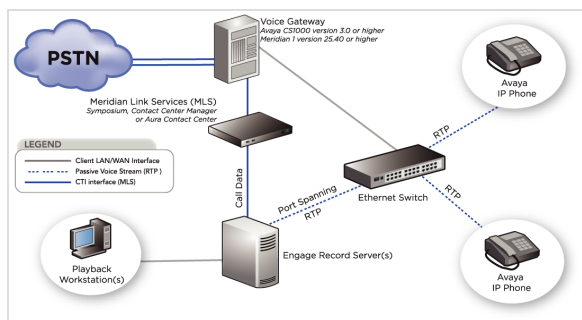 PSTN
Voice Gateway
Avaya CS1000 version 3.0 or higher
Meridian 1 version 25.40 or higher
Avaya
IP Phone
Meridian Link Services (MLS)
Symposium, Contact Center Manager
or Aura Contact Center
RTP
LEGEND
Client LAN/WAN Interface
Passive Voice Stream (RTP )
CTI interface (MLS)
Call Data
Port Spanning
RTP
Ethernet Switch
RTP
Engage Record Server(s)
Playback
Workstation(s)
Avaya
IP Phone